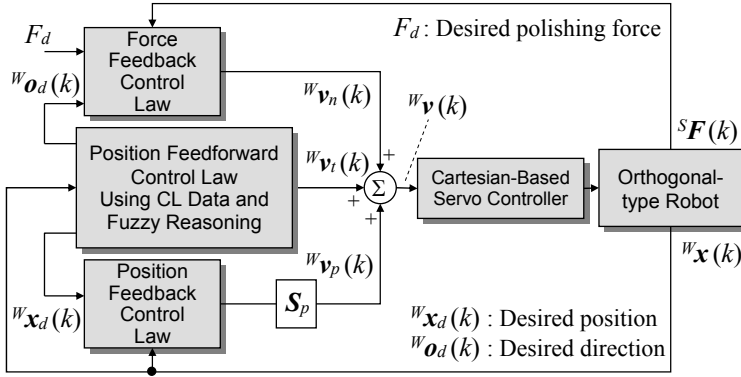 F_d
Force
Feedback
Control
Law
F_d : Desired polishing force
^W o_d(k)
^W v_n(k)
^W v(k)
^S F(k)
Position Feedforward
Control Law
Using CL Data and
Fuzzy Reasoning
^W v_t(k)
+
+
+
Σ
Cartesian-Based
Servo Controller
Orthogonal-
type Robot
^W x(k)
Position
Feedback
Control
Law
^W x_d(k)
S_p
^W v_p(k)
^W x_d(k) : Desired position
^W o_d(k) : Desired direction